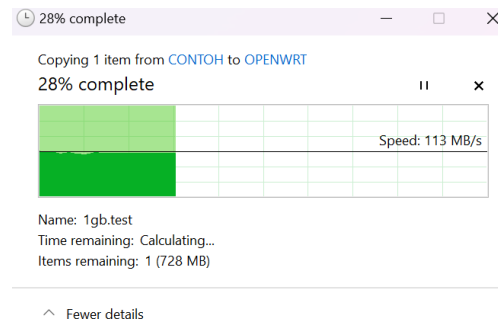 28% complete
Copying 1 item from CONTOH to OPENWRT
28% complete
Speed: 113 MB/s
Name: 1gb.test
Time remaining: Calculating...
Items remaining: 1 (728 MB)
Fewer details